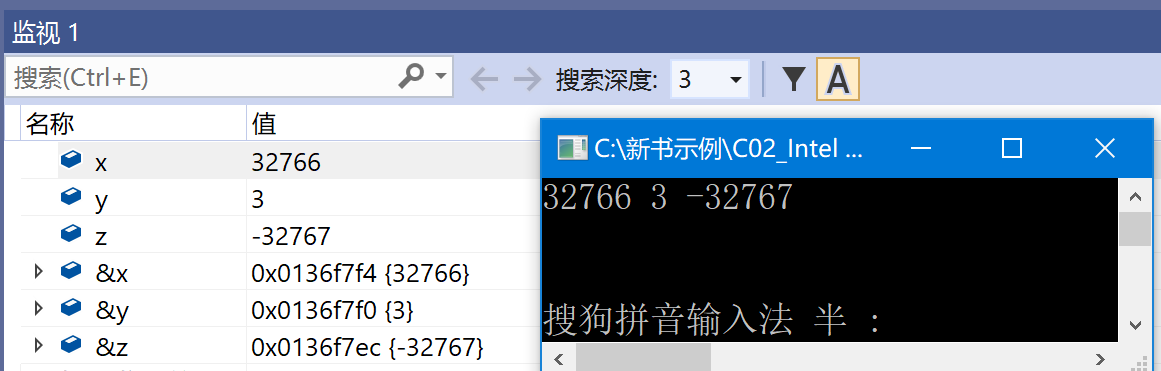 监视 1
搜索(Ctrl+E)
搜索深度: 3
A
名称 值
x 32766
y 3
z -32767
&x 0x0136f7f4 {32766}
&y 0x0136f7f0 {3}
&z 0x0136f7ec {-32767}
C:\新书示例\C02_Intel ...
32766 3 -32767
搜狗拼音输入法 半 :